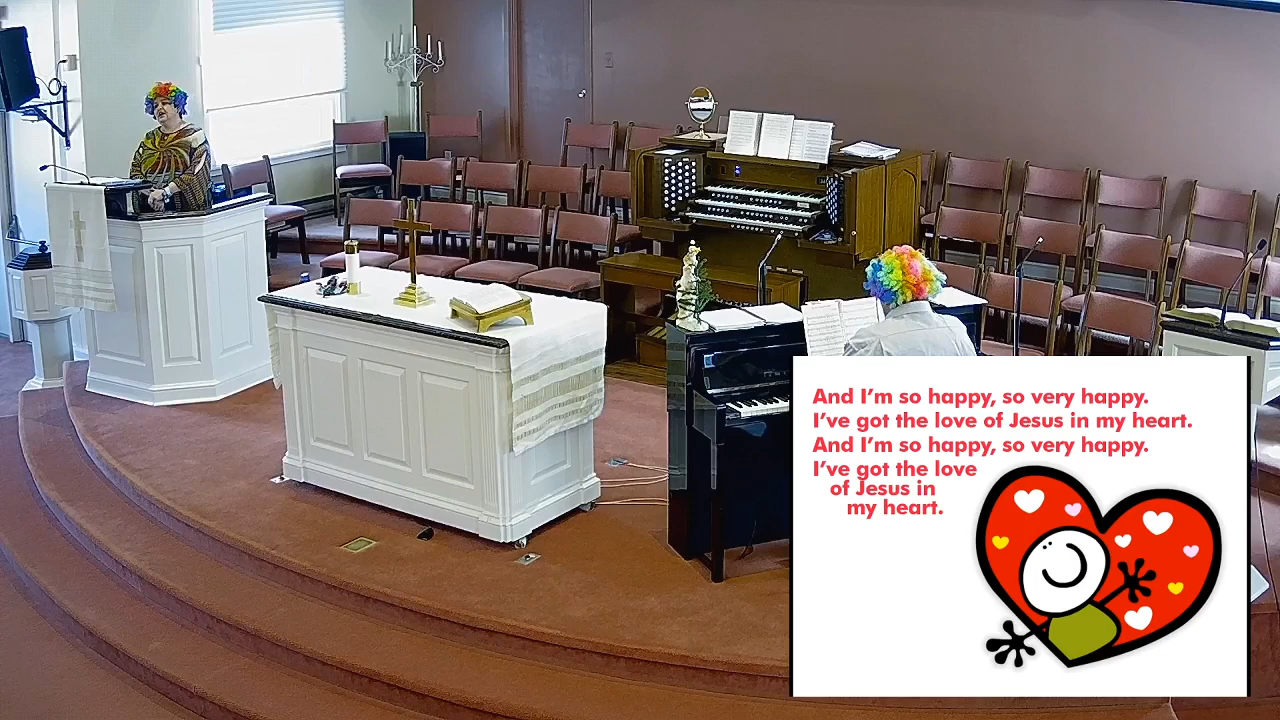 And I’m so happy, so very happy.
I’ve got the love of Jesus in my heart.
And I’m so happy, so very happy.
I’ve got the love
of Jesus in
my heart.